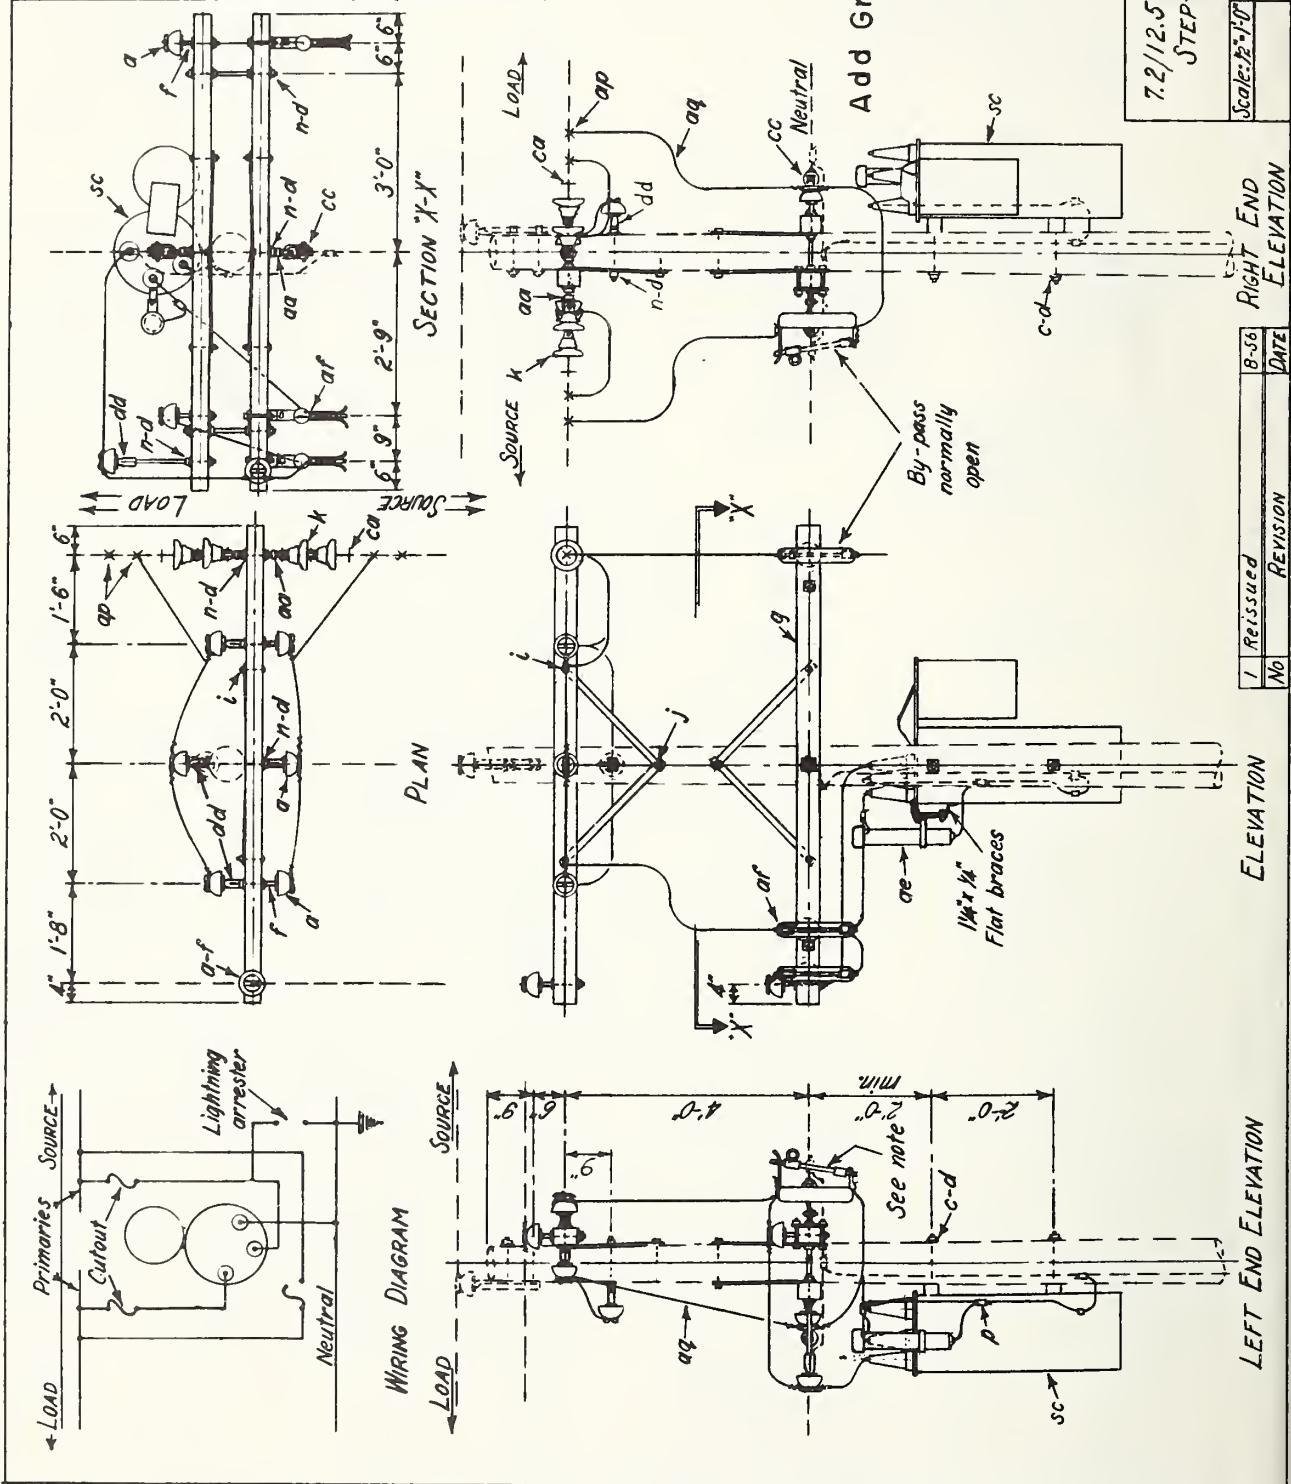 LOAD
Primaries
SOURCE
Cutout
Lightning
arrester
Neutral
WIRING DIAGRAM
4"
1'-8"
2'-0"
2'-0"
1'-6"
6"
ap
a-f
f
a
dd
a
n-d
i
n-d
aa
k
ca
PLAN
LOAD
SOURCE
sc
a
f
n-d
dd
n-d
n-d
aa
cc
af
6"
9"
2'-9"
3'-0"
6"
6"
SECTION "X-X"
LOAD
SOURCE
9"
6"
9"
4'-0"
2'-0"
min.
2'-0"
aq
See note
c-d
p
sc
LEFT END ELEVATION
i
j
"X"
"X"
g
4"
af
ae
1¼" x ¼"
Flat braces
By-pass
normally
open
ELEVATION
SOURCE
LOAD
k
aa
n-d
dd
ca
ap
aq
cc
Neutral
sc
c-d
RIGHT END
ELEVATION
Add Gr
1 Reissued 8-56
No REVISION DATE
7.2/12.5
STEP-
Scale: ½"=1'-0"